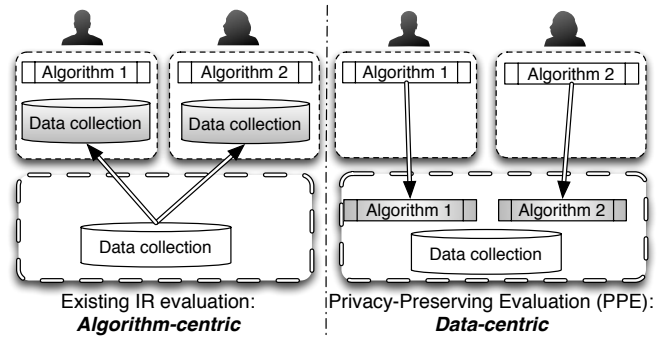 Algorithm 1
Algorithm 2
Data collection
Data collection
Data collection
Existing IR evaluation:
Algorithm-centric
Algorithm 1
Algorithm 2
Algorithm 1
Algorithm 2
Data collection
Privacy-Preserving Evaluation (PPE):
Data-centric